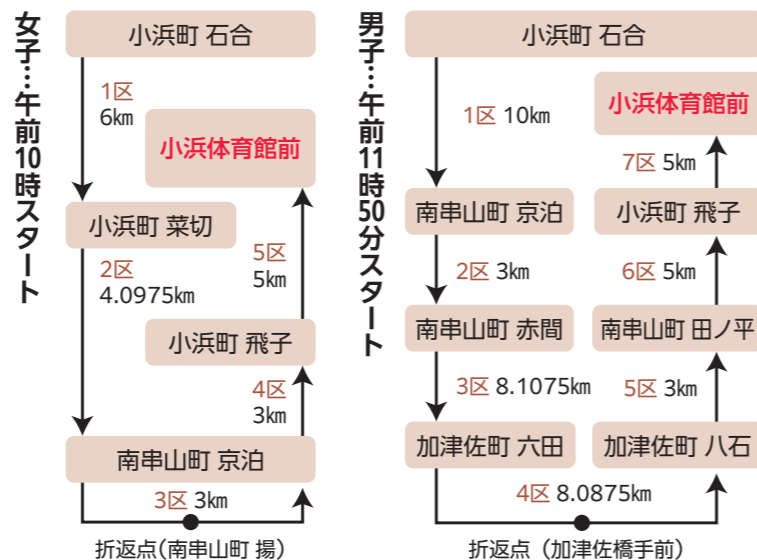 女子…午前10時スタート
小浜町 石合
1区
6km
小浜体育館前
小浜町 菜切
2区
4.0975km
5区
5km
小浜町 飛子
4区
3km
南串山町 京泊
3区 3km
折返点(南串山町 揚)
男子…午前11時50分スタート
小浜町 石合
1区 10km
小浜体育館前
7区 5km
南串山町 京泊
小浜町 飛子
2区 3km
6区 5km
南串山町 赤間
南串山町 田ノ平
3区 8.1075km
5区 3km
加津佐町 六田
加津佐町 八石
4区 8.0875km
折返点（加津佐橋手前）